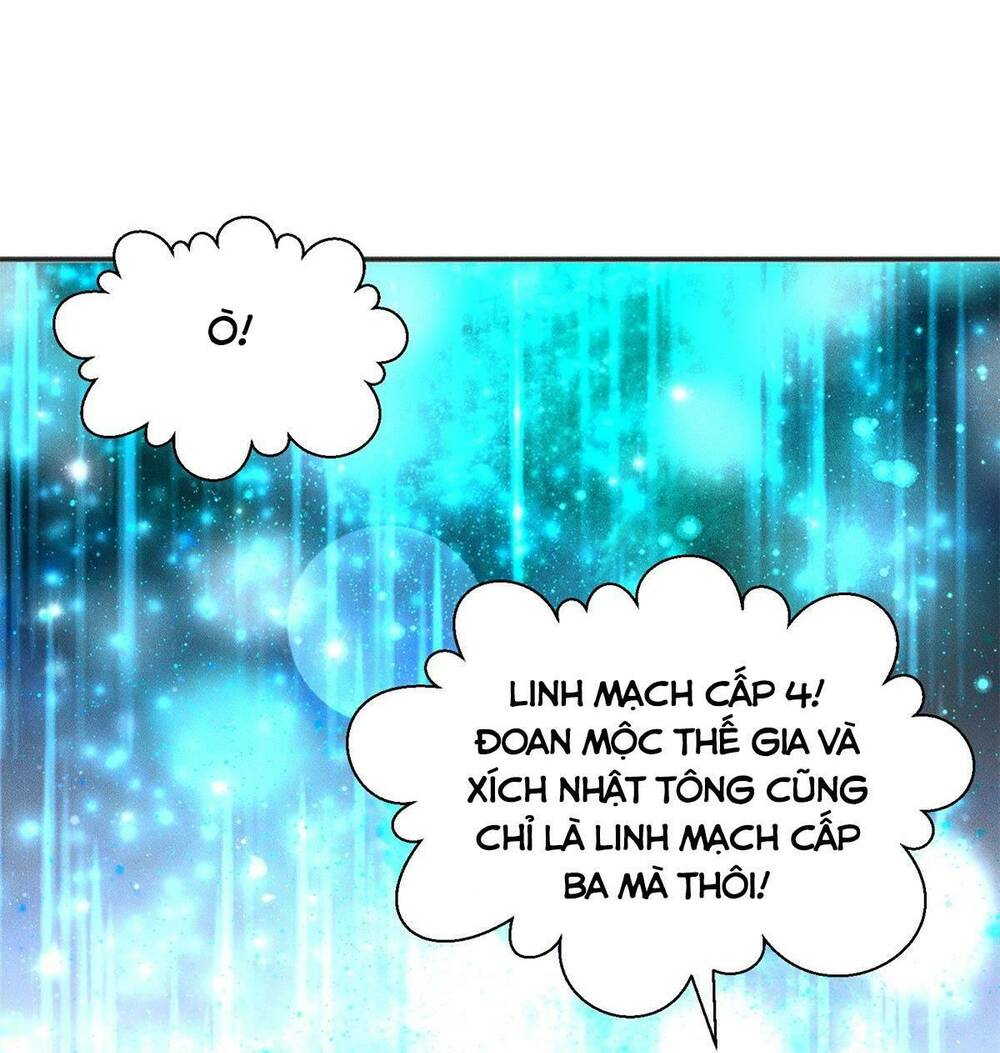 Ò!
LINH MẠCH CẤP 4!
ĐOAN MỘC THẾ GIA VÀ
XÍCH NHẬT TÔNG CŨNG
CHỈ LÀ LINH MẠCH CẤP
BA MÀ THÔI!